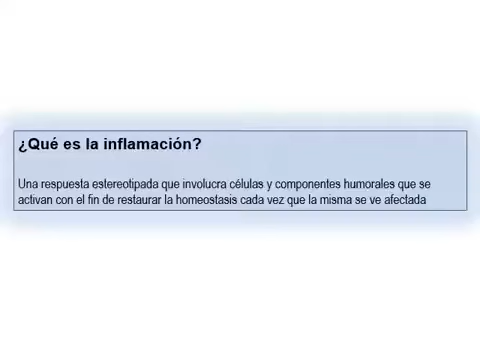 ¿Qué es la inflamación?
Una respuesta estereotipada que involucra células y componentes humorales que se
activan con el fin de restaurar la homeostasis cada vez que la misma se ve afectada